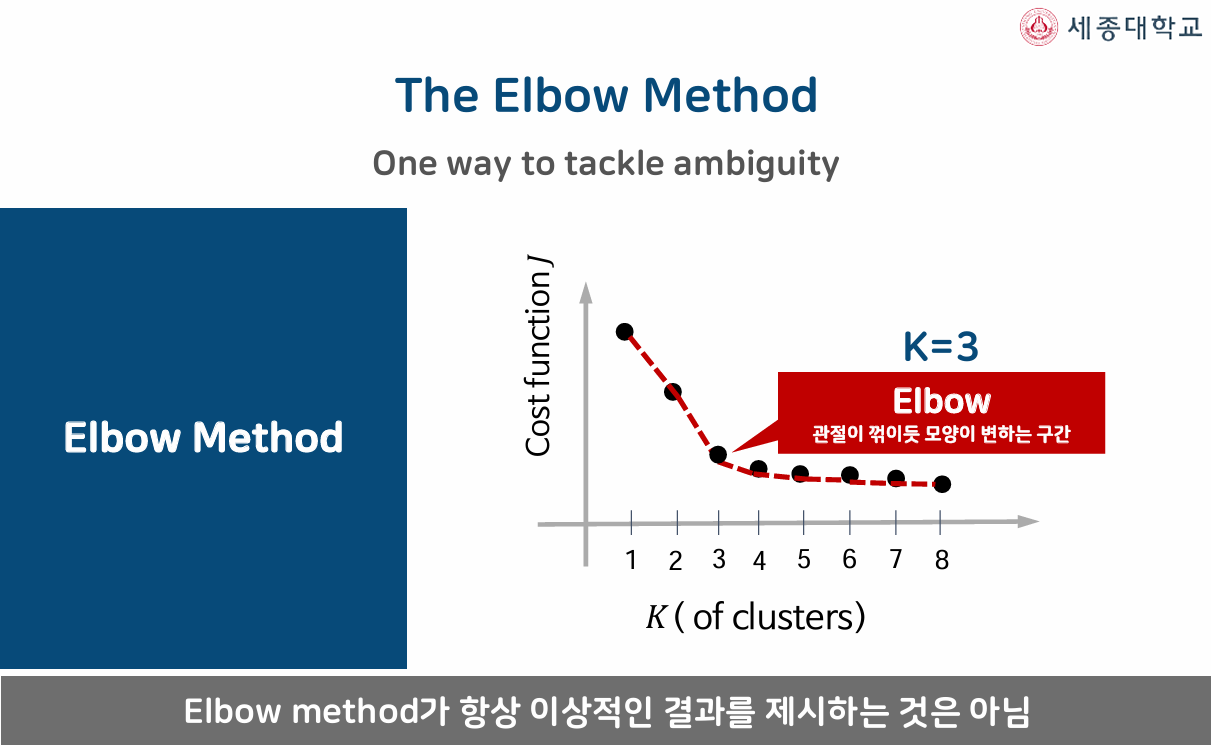 세종대학교
The Elbow Method
One way to tackle ambiguity
Elbow Method
Cost function J
K=3
Elbow
관절이 꺾이듯 모양이 변하는 구간
1 2 3 4 5 6 7 8
K ( of clusters)
Elbow method가 항상 이상적인 결과를 제시하는 것은 아님